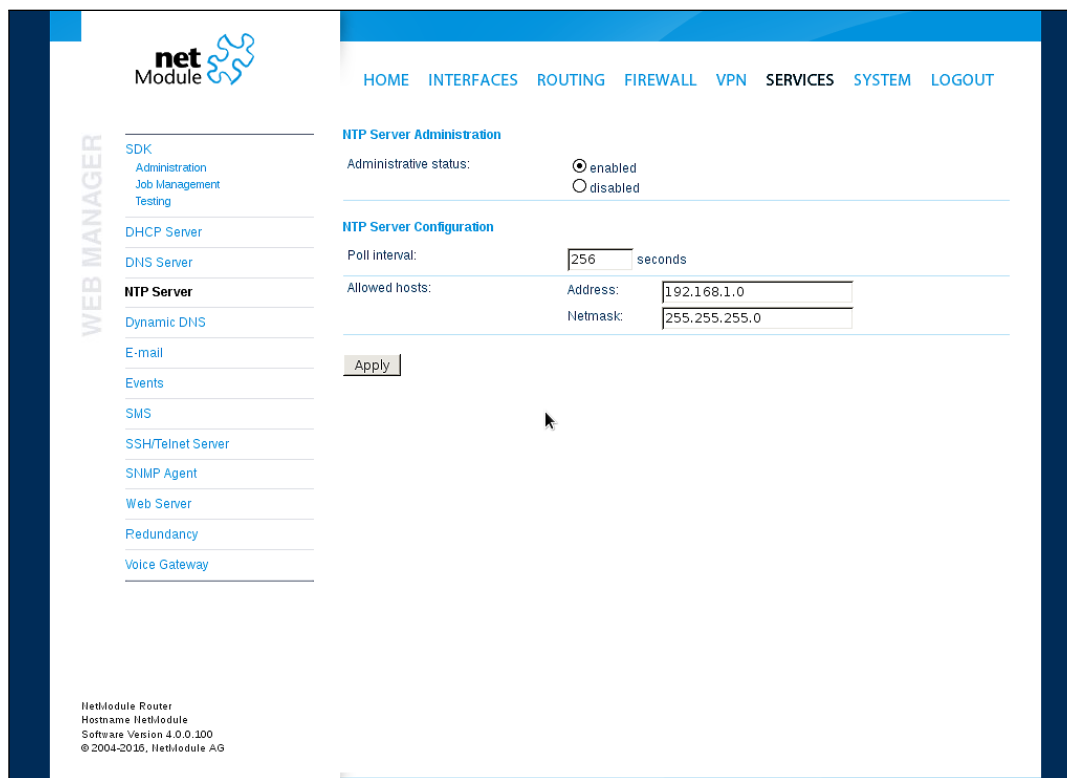 net
Module
HOME INTERFACES ROUTING FIREWALL VPN SERVICES SYSTEM LOGOUT
WEB MANAGER
SDK
Administration
Job Management
Testing
DHCP Server
DNS Server
NTP Server
Dynamic DNS
E-mail
Events
SMS
SSH/Telnet Server
SNMP Agent
Web Server
Redundancy
Voice Gateway
NTP Server Administration
Administrative status: enabled
disabled
NTP Server Configuration
Poll interval: 256 seconds
Allowed hosts: Address: 192.168.1.0
Netmask: 255.255.255.0
Apply
NetModule Router
Hostname NetModule
Software Version 4.0.0.100
© 2004-2016, NetModule AG